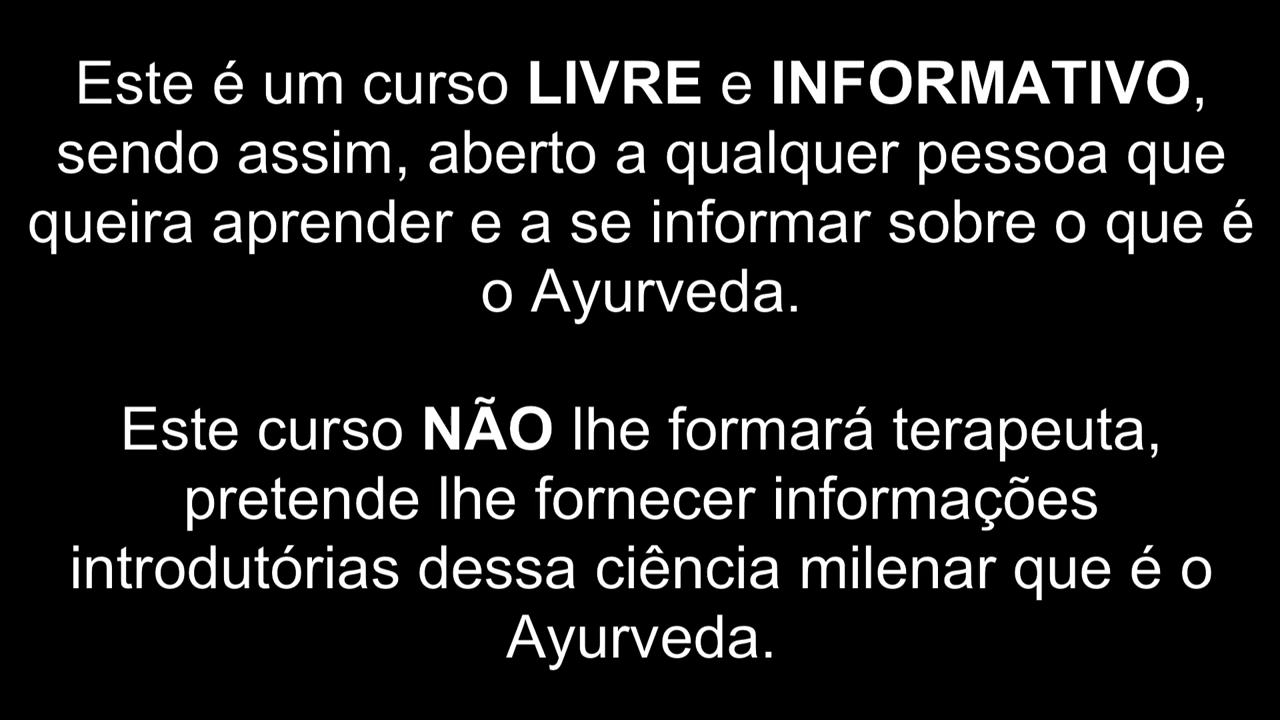 Este é um curso LIVRE e INFORMATIVO,
sendo assim, aberto a qualquer pessoa que
queira aprender e a se informar sobre o que é
o Ayurveda.
Este curso NÃO lhe formará terapeuta,
pretende lhe fornecer informações
introdutórias dessa ciência milenar que é o
Ayurveda.